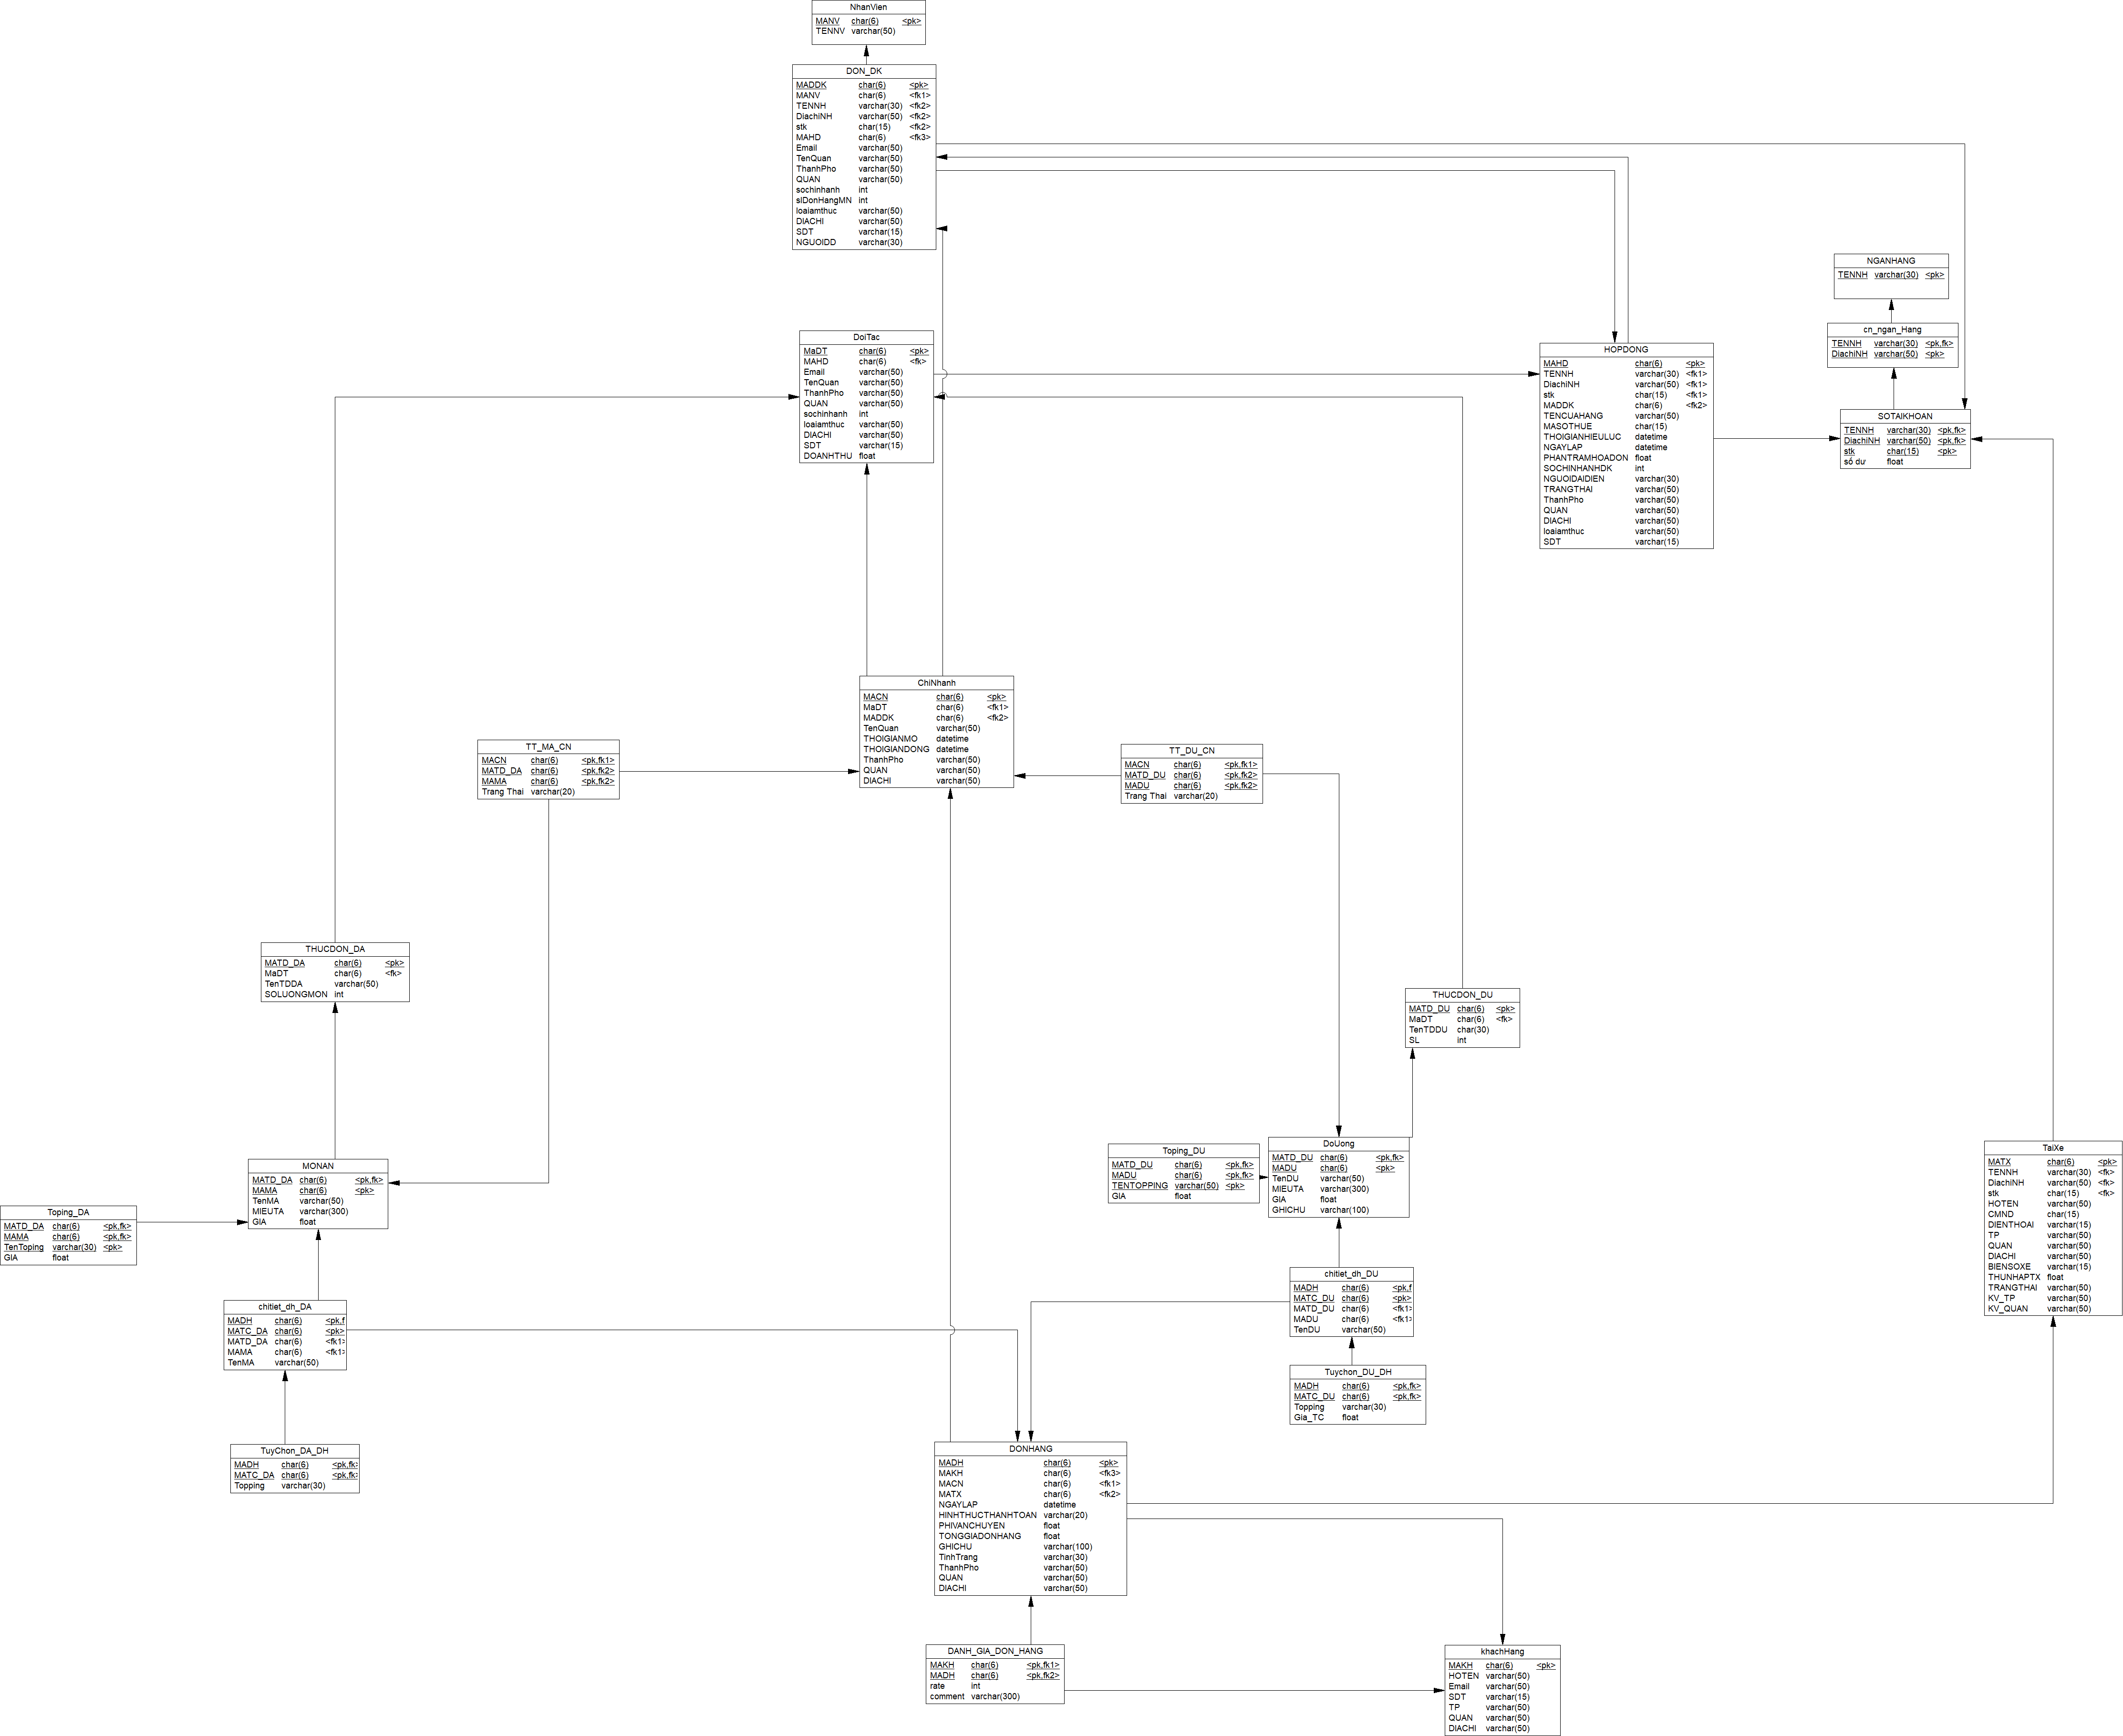 NhanVien
MANV char(6) <pk>
TENNV varchar(50)
DON_DK
MADDK char(6) <pk>
MANV char(6) <fk1>
TENNH varchar(30) <fk2>
DiachiNH varchar(50) <fk2>
stk char(15) <fk2>
MAHD char(6) <fk3>
Email varchar(50)
TenQuan varchar(50)
ThanhPho varchar(50)
QUAN varchar(50)
sochinhanh int
slDonHangMN int
loaiamthuc varchar(50)
DIACHI varchar(50)
SDT varchar(15)
NGUOIDD varchar(30)
NGANHANG
TENNH varchar(30) <pk>
cn_ngan_Hang
TENNH varchar(30) <pk,fk>
DiachiNH varchar(50) <pk>
DoiTac
MaDT char(6) <pk>
MAHD char(6) <fk>
Email varchar(50)
TenQuan varchar(50)
ThanhPho varchar(50)
QUAN varchar(50)
sochinhanh int
loaiamthuc varchar(50)
DIACHI varchar(50)
SDT varchar(15)
DOANHTHU float
HOPDONG
MAHD char(6) <pk>
TENNH varchar(30) <fk1>
DiachiNH varchar(50) <fk1>
stk char(15) <fk1>
MADDK char(6) <fk2>
TENCUAHANG varchar(50)
MASOTHUE char(15)
THOIGIANHIEULUC datetime
NGAYLAP datetime
PHANTRAMHOADON float
SOCHINHANHDK int
NGUOIDAIDIEN varchar(30)
TRANGTHAI varchar(50)
ThanhPho varchar(50)
QUAN varchar(50)
DIACHI varchar(50)
loaiamthuc varchar(50)
SDT varchar(15)
SOTAIKHOAN
TENNH varchar(30) <pk,fk>
DiachiNH varchar(50) <pk,fk>
stk char(15) <pk>
số dư float
ChiNhanh
MACN char(6) <pk>
MaDT char(6) <fk1>
MADDK char(6) <fk2>
TenQuan varchar(50)
THOIGIANMO datetime
THOIGIANDONG datetime
ThanhPho varchar(50)
QUAN varchar(50)
DIACHI varchar(50)
TT_MA_CN
MACN char(6) <pk,fk1>
MATD_DA char(6) <pk,fk2>
MAMA char(6) <pk,fk2>
Trang Thai varchar(20)
TT_DU_CN
MACN char(6) <pk,fk1>
MATD_DU char(6) <pk,fk2>
MADU char(6) <pk,fk2>
Trang Thai varchar(20)
THUCDON_DA
MATD_DA char(6) <pk>
MaDT char(6) <fk>
TenTDDA varchar(50)
SOLUONGMON int
THUCDON_DU
MATD_DU char(6) <pk>
MaDT char(6) <fk>
TenTDDU char(30)
SL int
MONAN
MATD_DA char(6) <pk,fk>
MAMA char(6) <pk>
TenMA varchar(50)
MIEUTA varchar(300)
GIA float
Toping_DU
MATD_DU char(6) <pk,fk>
MADU char(6) <pk,fk>
TENTOPPING varchar(50) <pk>
GIA float
DoUong
MATD_DU char(6) <pk,fk>
MADU char(6) <pk>
TenDU varchar(50)
MIEUTA varchar(300)
GIA float
GHICHU varchar(100)
TaiXe
MATX char(6) <pk>
TENNH varchar(30) <fk>
DiachiNH varchar(50) <fk>
stk char(15) <fk>
HOTEN varchar(50)
CMND char(15)
DIENTHOAI varchar(15)
TP varchar(50)
QUAN varchar(50)
DIACHI varchar(50)
BIENSOXE varchar(15)
THUNHAPTX float
TRANGTHAI varchar(50)
KV_TP varchar(50)
KV_QUAN varchar(50)
Toping_DA
MATD_DA char(6) <pk,fk>
MAMA char(6) <pk,fk>
TenToping varchar(30) <pk>
GIA float
chitiet_dh_DA
MADH char(6) <pk,f
MATC_DA char(6) <pk>
MATD_DA char(6) <fk1>
MAMA char(6) <fk1>
TenMA varchar(50)
chitiet_dh_DU
MADH char(6) <pk,f
MATC_DU char(6) <pk>
MATD_DU char(6) <fk1>
MADU char(6) <fk1>
TenDU varchar(50)
Tuychon_DU_DH
MADH char(6) <pk,fk>
MATC_DU char(6) <pk,fk>
Topping varchar(30)
Gia_TC float
TuyChon_DA_DH
MADH char(6) <pk,fk>
MATC_DA char(6) <pk,fk>
Topping varchar(30)
DONHANG
MADH char(6) <pk>
MAKH char(6) <fk3>
MACN char(6) <fk1>
MATX char(6) <fk2>
NGAYLAP datetime
HINHTHUCTHANHTOAN varchar(20)
PHIVANCHUYEN float
TONGGIADONHANG float
GHICHU varchar(100)
TinhTrang varchar(30)
ThanhPho varchar(50)
QUAN varchar(50)
DIACHI varchar(50)
DANH_GIA_DON_HANG
MAKH char(6) <pk,fk1>
MADH char(6) <pk,fk2>
rate int
comment varchar(300)
khachHang
MAKH char(6) <pk>
HOTEN varchar(50)
Email varchar(50)
SDT varchar(15)
TP varchar(50)
QUAN varchar(50)
DIACHI varchar(50)